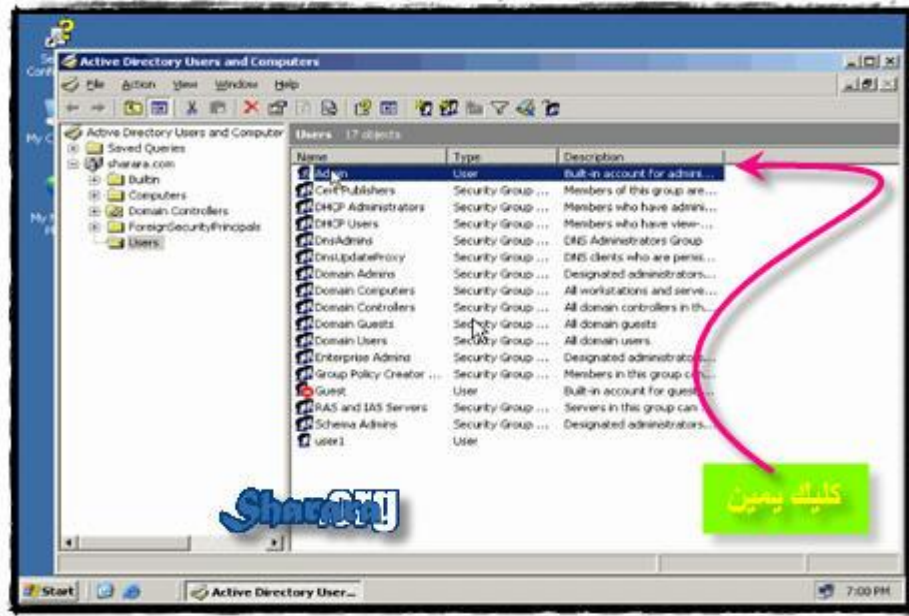 Active Directory Users and Computers
File Action View Window Help
Active Directory Users and Computer
Saved Queries
sharara.com
Builtin
Computers
Domain Controllers
ForeignSecurityPrincipals
Users
Users 17 objects
Name Type Description
Admin User Built-in account for admini...
Cert Publishers Security Group ... Members of this group are...
DHCP Administrators Security Group ... Members who have admini...
DHCP Users Security Group ... Members who have view-...
DnsAdmins Security Group ... DNS Administrators Group
DnsUpdateProxy Security Group ... DNS clients who are permis...
Domain Admins Security Group ... Designated administrators...
Domain Computers Security Group ... All workstations and serve...
Domain Controllers Security Group ... All domain controllers in th...
Domain Guests Security Group ... All domain guests
Domain Users Security Group ... All domain users
Enterprise Admins Security Group ... Designated administrators...
Group Policy Creator ... Security Group ... Members in this group can...
Guest User Built-in account for guest...
RAS and IAS Servers Security Group ... Servers in this group can ...
Schema Admins Security Group ... Designated administrators...
user1 User
كليك يمين
Start
Active Directory User...
7:00 PM